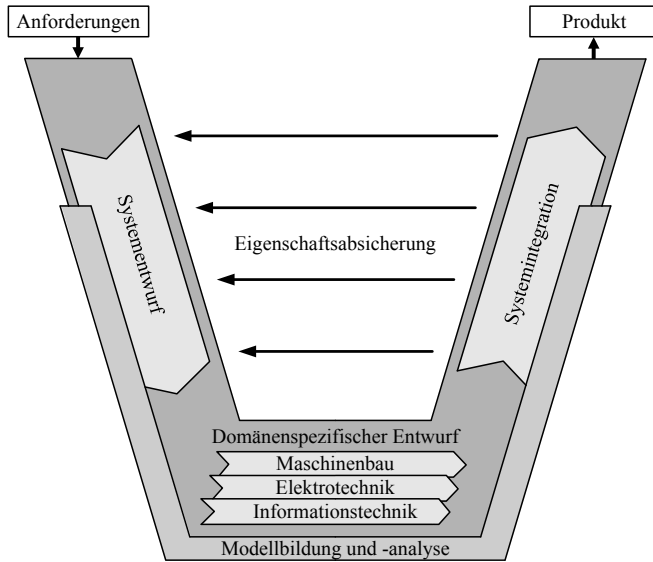 Anforderungen
Produkt
Systementwurf
Eigenschaftsabsicherung
Systemintegration
Domänenspezifischer Entwurf
Maschinenbau
Elektrotechnik
Informationstechnik
Modellbildung und -analyse